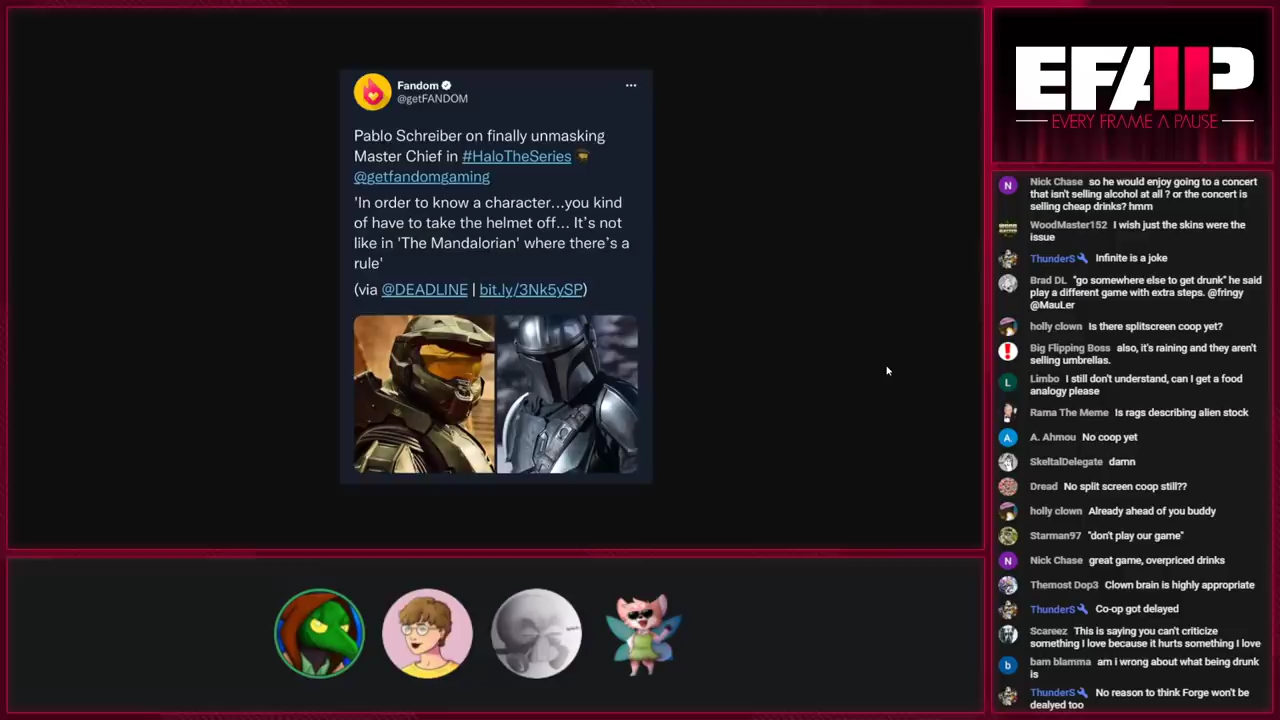 Fandom
@getFANDOM
Pablo Schreiber on finally unmasking
Master Chief in #HaloTheSeries
@getfandomgaming
'In order to know a character...you kind
of have to take the helmet off... It's not
like in 'The Mandalorian' where there's a
rule'
(via @DEADLINE | bit.ly/3Nk5ySP)
EFAP
EVERY FRAME A PAUSE
N
Nick Chase so he would enjoy going to a concert
that isn't selling alcohol at all ? or the concert is
selling cheap drinks? hmm
WoodMaster152 I wish just the skins were the
issue
ThunderS Infinite is a joke
Brad DL "go somewhere else to get drunk" he said
play a different game with extra steps. @fringy
@MauLer
holly clown Is there splitscreen coop yet?
Big Flipping Boss also, it's raining and they aren't
selling umbrellas.
L
Limbo I still don't understand, can I get a food
analogy please
Rama The Meme Is rags describing alien stock
A.
A. Ahmou No coop yet
SkeltalDelegate damn
Dread No split screen coop still??
holly clown Already ahead of you buddy
Starman97 "don't play our game"
N
Nick Chase great game, overpriced drinks
Themost Dop3 Clown brain is highly appropriate
ThunderS Co-op got delayed
Scareez This is saying you can't criticize
something I love because it hurts something I love
b
bam blamma am i wrong about what being drunk
is
ThunderS No reason to think Forge won't be
dealyed too